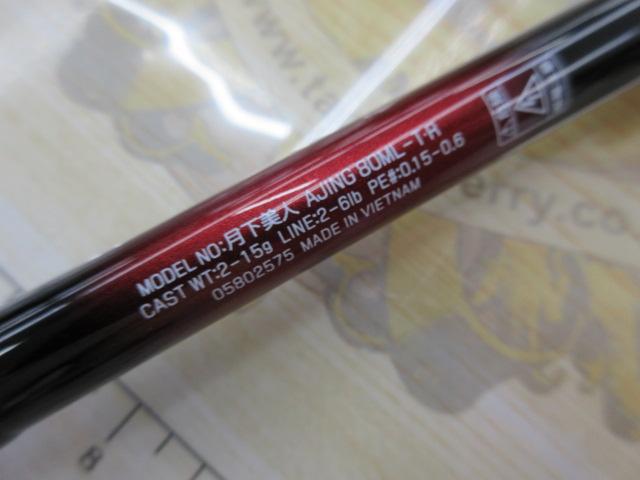 MODEL NO:月下美人 AJING 80ML-T・R
CAST WT:2-15g LINE:2-6lb PE#:0.15-0.6
05802575 MADE IN VIETNAM
8